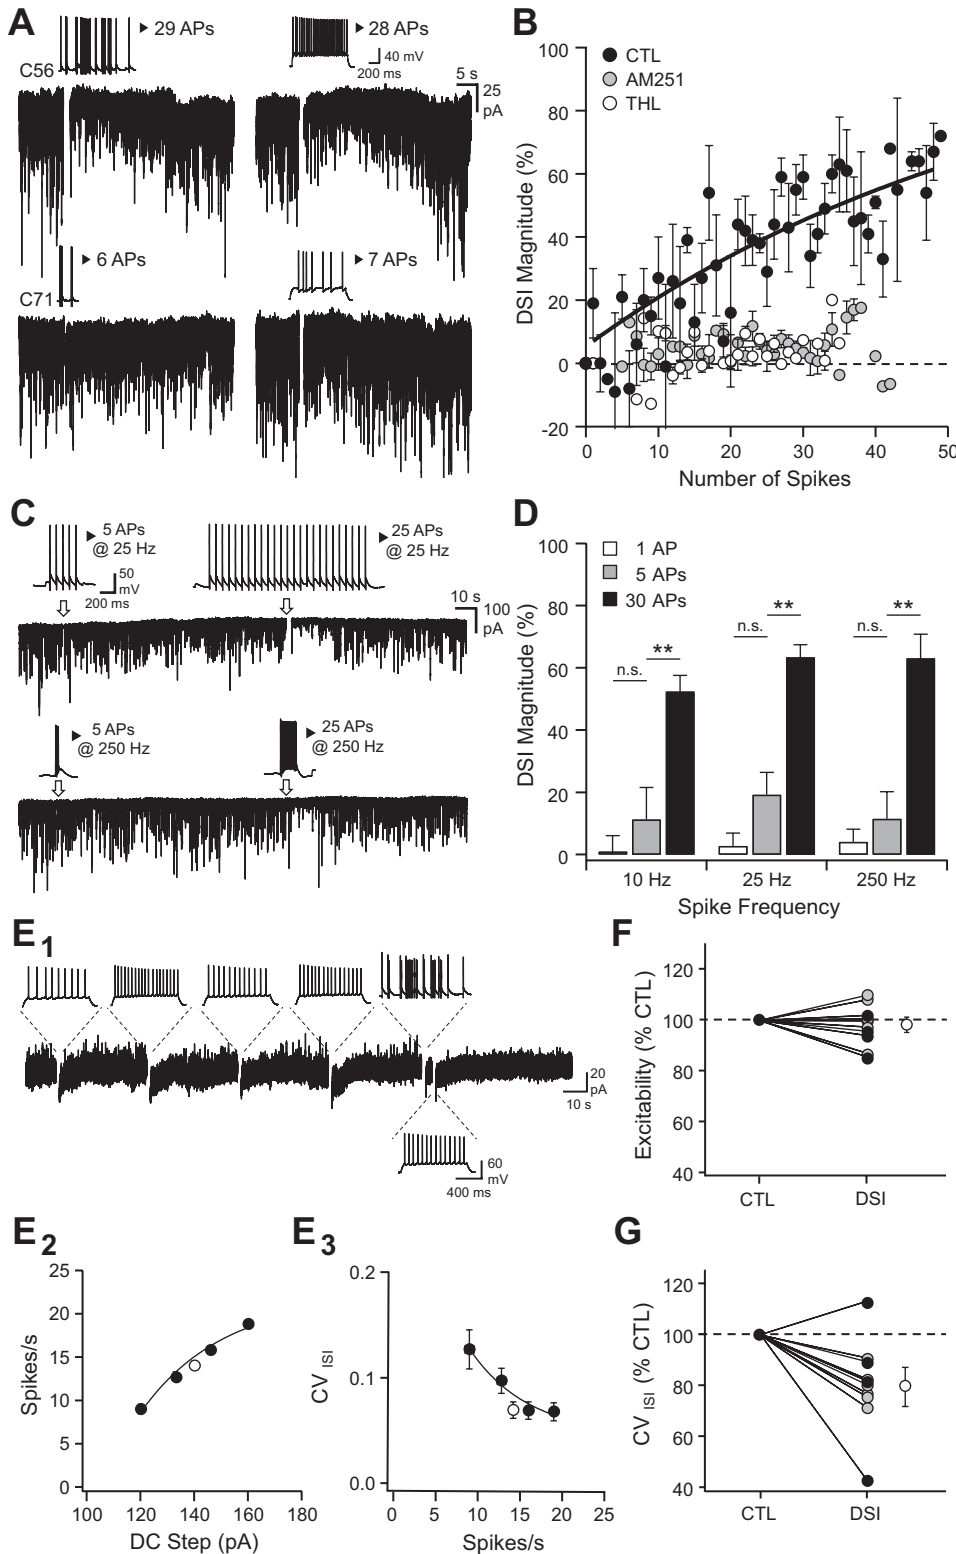 A
29 APs
28 APs
40 mV
200 ms
C56
5 s
25
pA
6 APs
7 APs
C71
B
CTL
AM251
THL
DSI Magnitude (%)
100
80
60
40
20
0
-20
0
10
20
30
40
50
Number of Spikes
C
5 APs
@ 25 Hz
50
mV
200 ms
25 APs
@ 25 Hz
10 s
100
pA
5 APs
@ 250 Hz
25 APs
@ 250 Hz
D
1 AP
5 APs
30 APs
DSI Magnitude (%)
100
80
60
40
20
0
n.s.
**
n.s.
**
n.s.
**
10 Hz
25 Hz
250 Hz
Spike Frequency
E1
20
pA
10 s
60
mV
400 ms
F
Excitability (% CTL)
120
100
80
60
40
CTL
DSI
E2
Spikes/s
25
20
15
10
5
0
100
120
140
160
180
DC Step (pA)
E3
CV ISI
0.2
0.1
0.0
0
5
10
15
20
25
Spikes/s
G
CV ISI (% CTL)
120
100
80
60
40
CTL
DSI